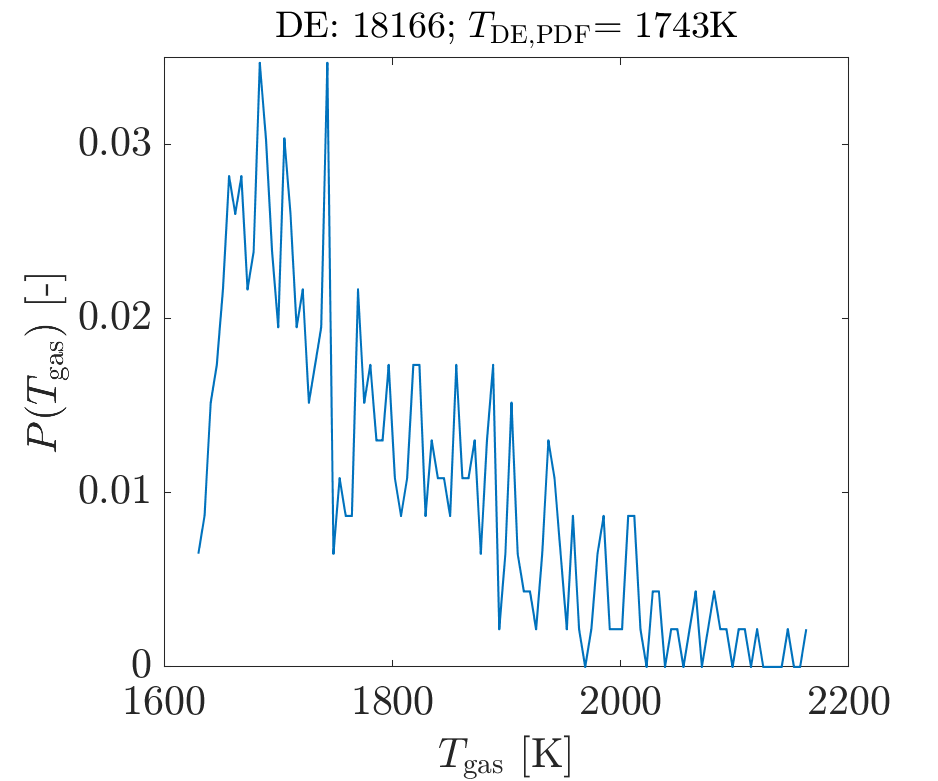 DE: 18166; T_DE,PDF= 1743K
0.03
0.02
0.01
0
P(T_gas) [-]
1600 1800 2000 2200
T_gas [K]